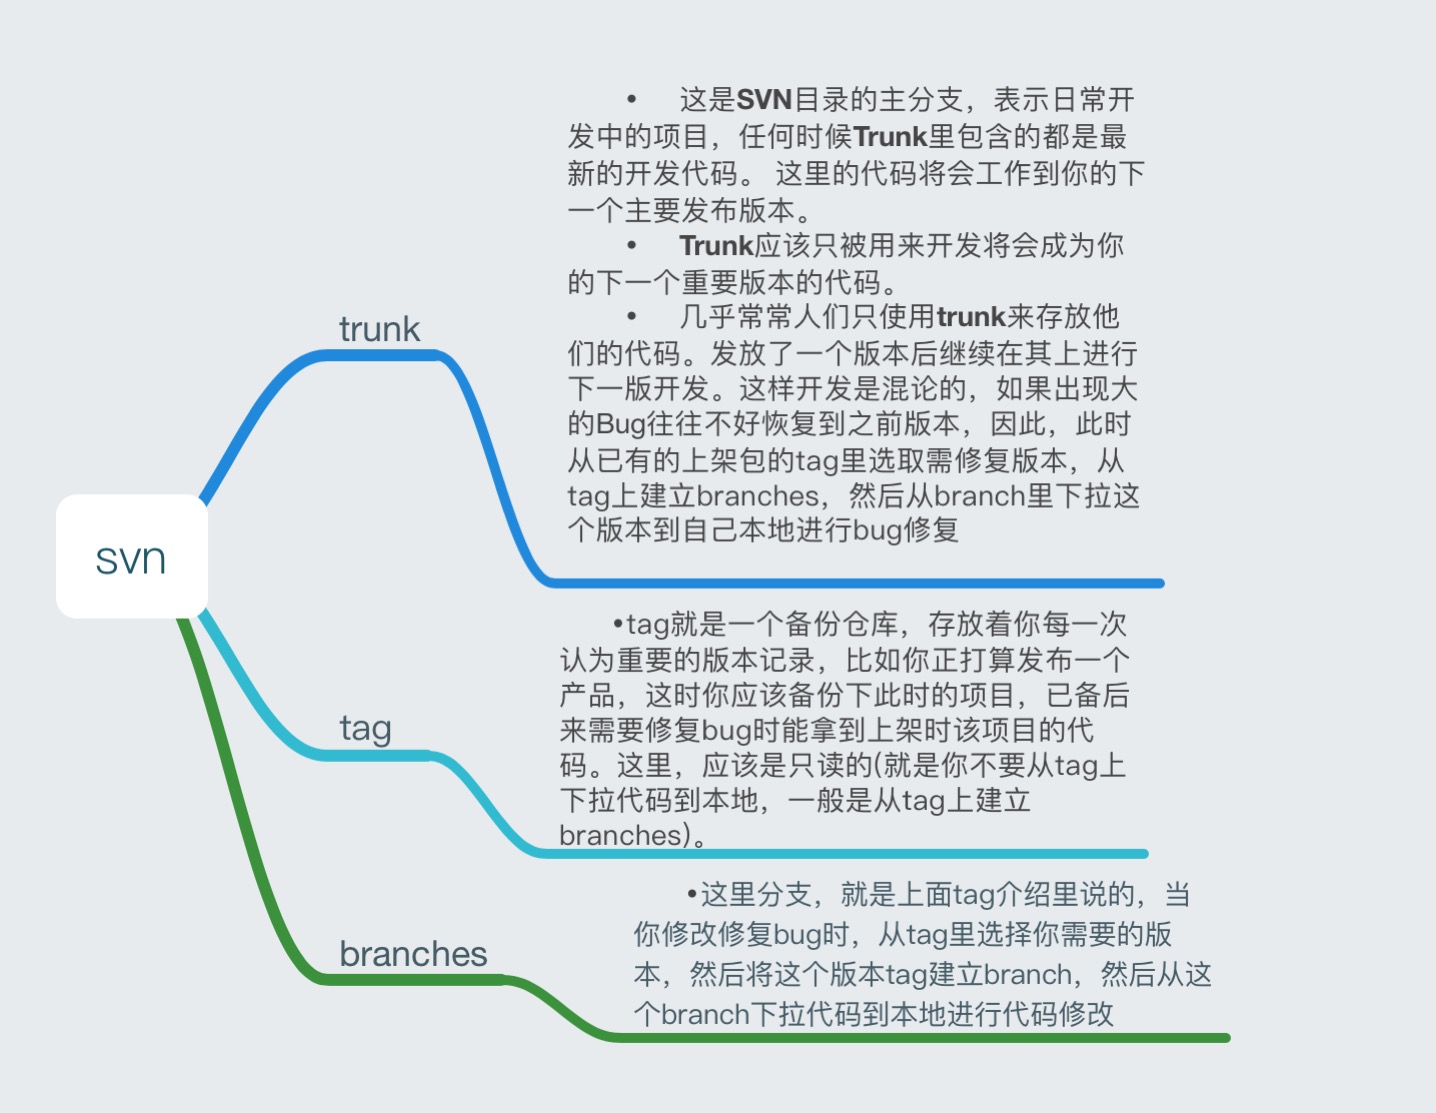 svn
trunk
• 这是SVN目录的主分支，表示日常开
发中的项目，任何时候Trunk里包含的都是最
新的开发代码。 这里的代码将会工作到你的下
一个主要发布版本。
• Trunk应该只被用来开发将会成为你
的下一个重要版本的代码。
• 几乎常常人们只使用trunk来存放他
们的代码。发放了一个版本后继续在其上进行
下一版开发。这样开发是混论的，如果出现大
的Bug往往不好恢复到之前版本，因此，此时
从已有的上架包的tag里选取需修复版本，从
tag上建立branches，然后从branch里下拉这
个版本到自己本地进行bug修复
tag
•tag就是一个备份仓库，存放着你每一次
认为重要的版本记录，比如你正打算发布一个
产品，这时你应该备份下此时的项目，已备后
来需要修复bug时能拿到上架时该项目的代
码。这里，应该是只读的(就是你不要从tag上
下拉代码到本地，一般是从tag上建立
branches)。
branches
•这里分支，就是上面tag介绍里说的，当
你修改修复bug时，从tag里选择你需要的版
本，然后将这个版本tag建立branch，然后从这
个branch下拉代码到本地进行代码修改